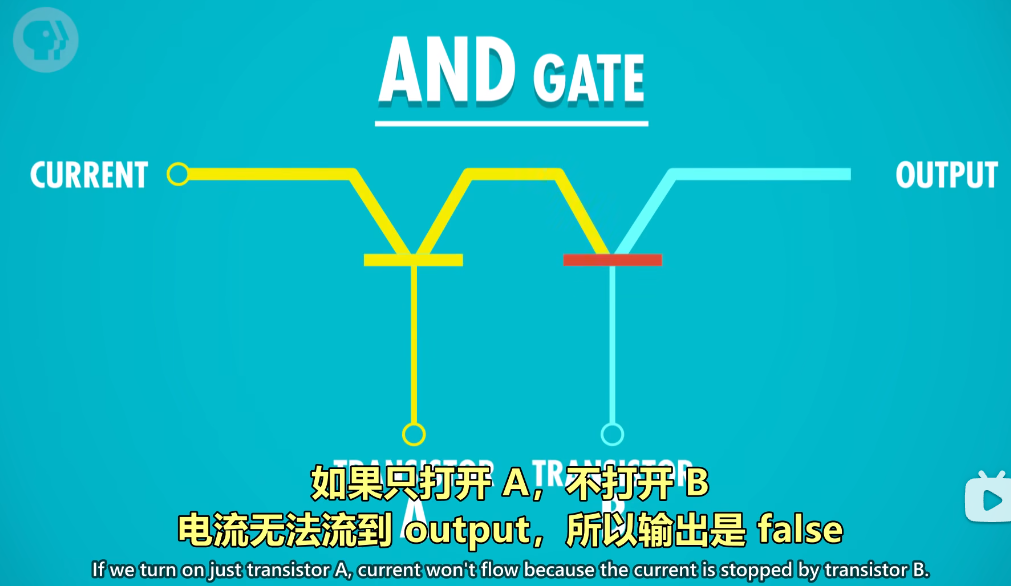 AND GATE
CURRENT
OUTPUT
TRANSISTOR TRANSISTOR
A B
如果只打开 A，不打开 B
电流无法流到 output，所以输出是 false
If we turn on just transistor A, current won't flow because the current is stopped by transistor B.